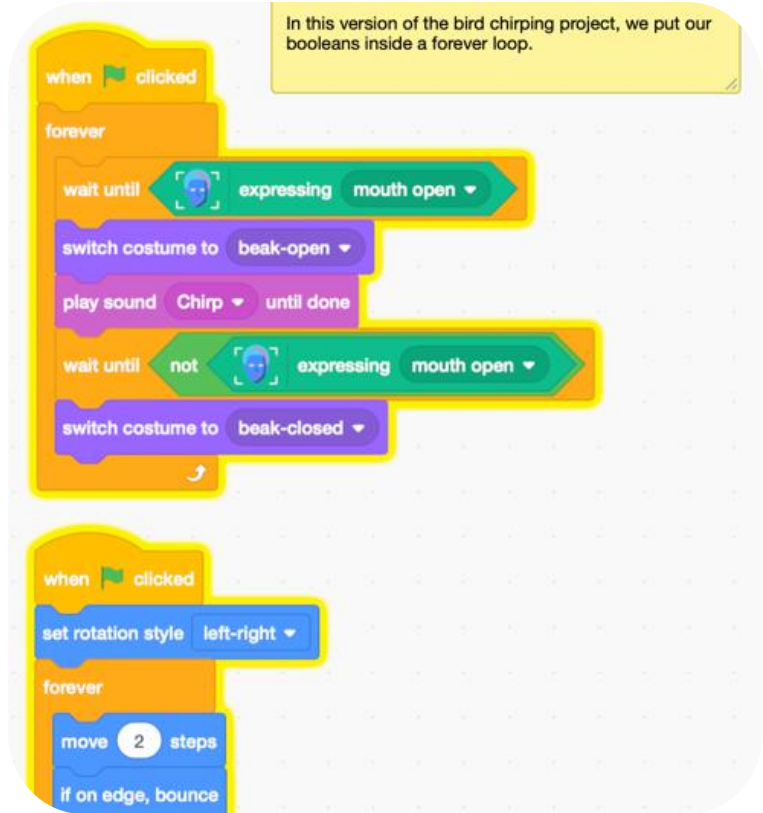 In this version of the bird chirping project, we put our
booleans inside a forever loop.
when clicked
forever
wait until expressing mouth open
switch costume to beak-open
play sound Chirp until done
wait until not expressing mouth open
switch costume to beak-closed
when clicked
set rotation style left-right
forever
move 2 steps
if on edge, bounce